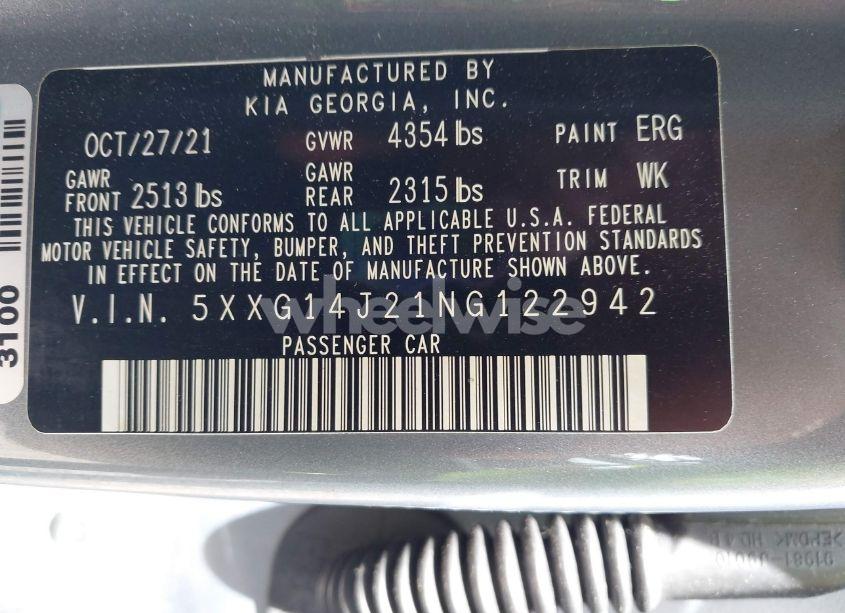 MANUFACTURED BY
KIA GEORGIA, INC.
OCT/27/21 GVWR 4354 lbs PAINT ERG
GAWR FRONT 2513 lbs GAWR REAR 2315 lbs TRIM WK
THIS VEHICLE CONFORMS TO ALL APPLICABLE U.S.A. FEDERAL
MOTOR VEHICLE SAFETY, BUMPER, AND THEFT PREVENTION STANDARDS
IN EFFECT ON THE DATE OF MANUFACTURE SHOWN ABOVE.
V.I.N. 5XXG14J21NG122942
wheelwise
PASSENGER CAR
3100